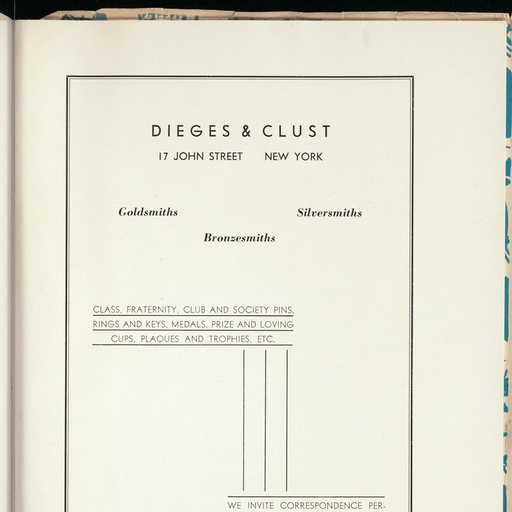 DIEGES & CLUST
17 JOHN STREET NEW YORK
Goldsmiths Silversmiths
Bronzesmiths
CLASS, FRATERNITY, CLUB AND SOCIETY PINS,
RINGS AND KEYS, MEDALS, PRIZE AND LOVING
CUPS, PLAQUES AND TROPHIES, ETC.
WE INVITE CORRESPONDENCE PER-